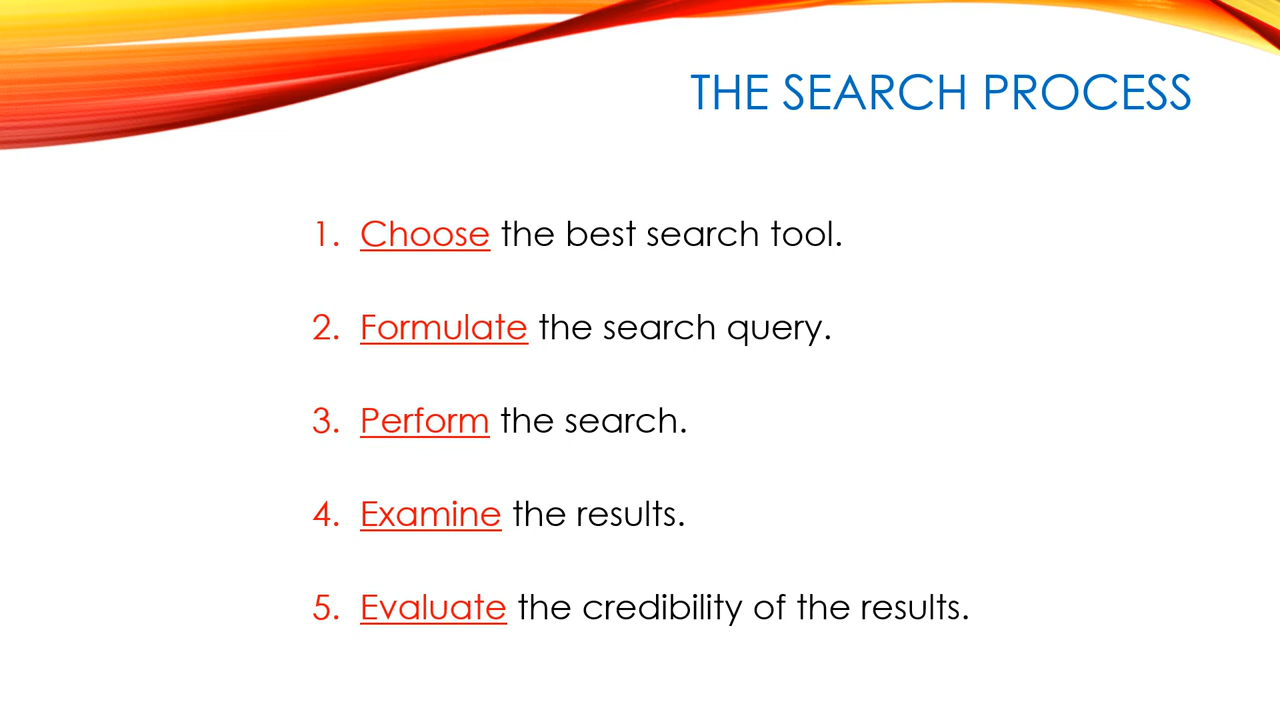 THE SEARCH PROCESS
1. Choose the best search tool.
2. Formulate the search query.
3. Perform the search.
4. Examine the results.
5. Evaluate the credibility of the results.